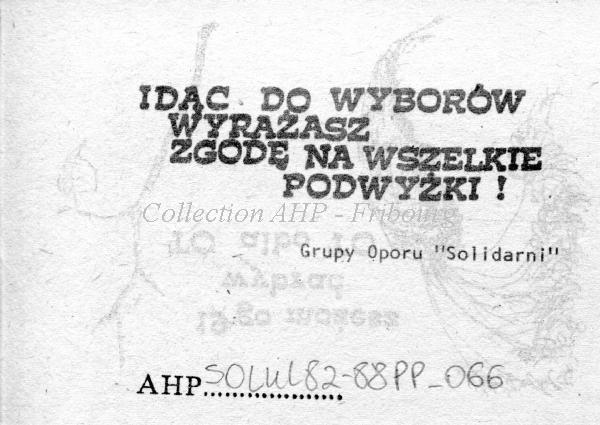 IDĄC DO WYBORÓW
WYRAŻASZ
ZGODĘ NA WSZELKIE
PODWYŻKI !
Collection AHP - Fribourg
Grupy Oporu "Solidarni"
AHP SOLUL82-88PP_066